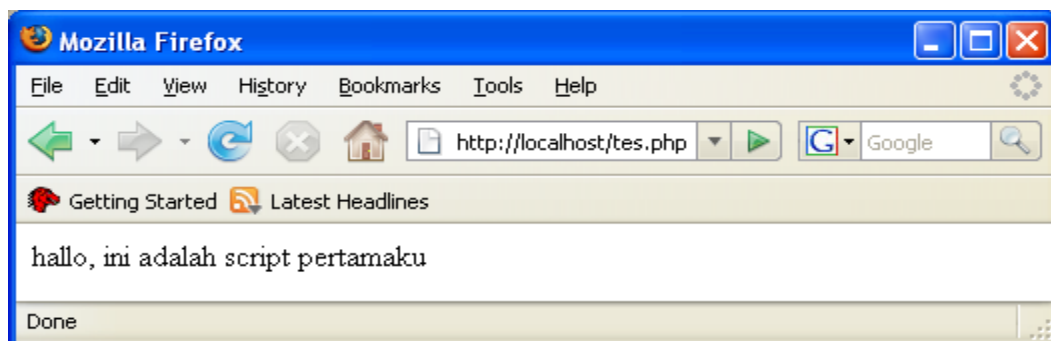 Mozilla Firefox
File Edit View History Bookmarks Tools Help
http://localhost/tes.php G Google
Getting Started Latest Headlines
hallo, ini adalah script pertamaku
Done